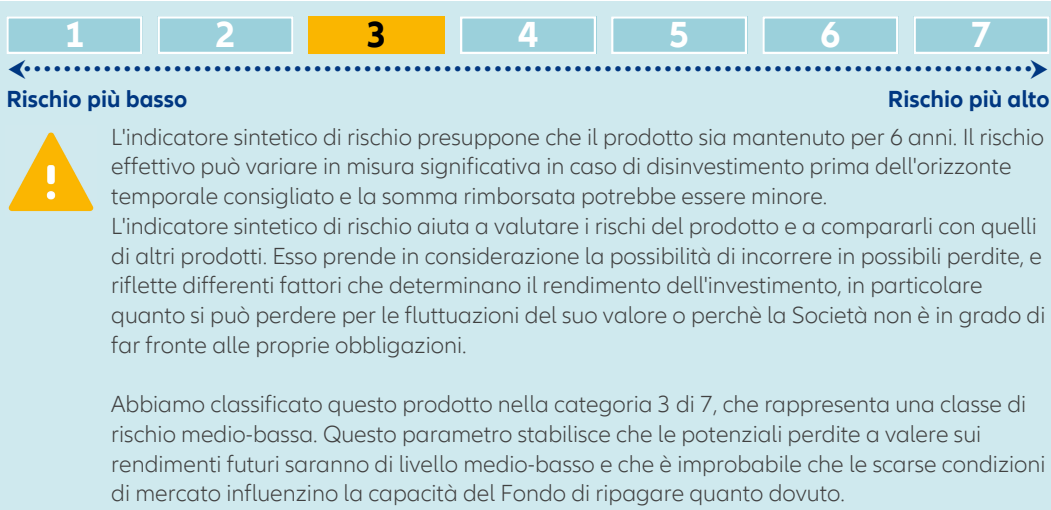 1 2 3 4 5 6 7
Rischio più basso Rischio più alto
L'indicatore sintetico di rischio presuppone che il prodotto sia mantenuto per 6 anni. Il rischio
effettivo può variare in misura significativa in caso di disinvestimento prima dell'orizzonte
temporale consigliato e la somma rimborsata potrebbe essere minore.
L'indicatore sintetico di rischio aiuta a valutare i rischi del prodotto e a compararli con quelli
di altri prodotti. Esso prende in considerazione la possibilità di incorrere in possibili perdite, e
riflette differenti fattori che determinano il rendimento dell'investimento, in particolare
quanto si può perdere per le fluttuazioni del suo valore o perchè la Società non è in grado di
far fronte alle proprie obbligazioni.
Abbiamo classificato questo prodotto nella categoria 3 di 7, che rappresenta una classe di
rischio medio-bassa. Questo parametro stabilisce che le potenziali perdite a valere sui
rendimenti futuri saranno di livello medio-basso e che è improbabile che le scarse condizioni
di mercato influenzino la capacità del Fondo di ripagare quanto dovuto.